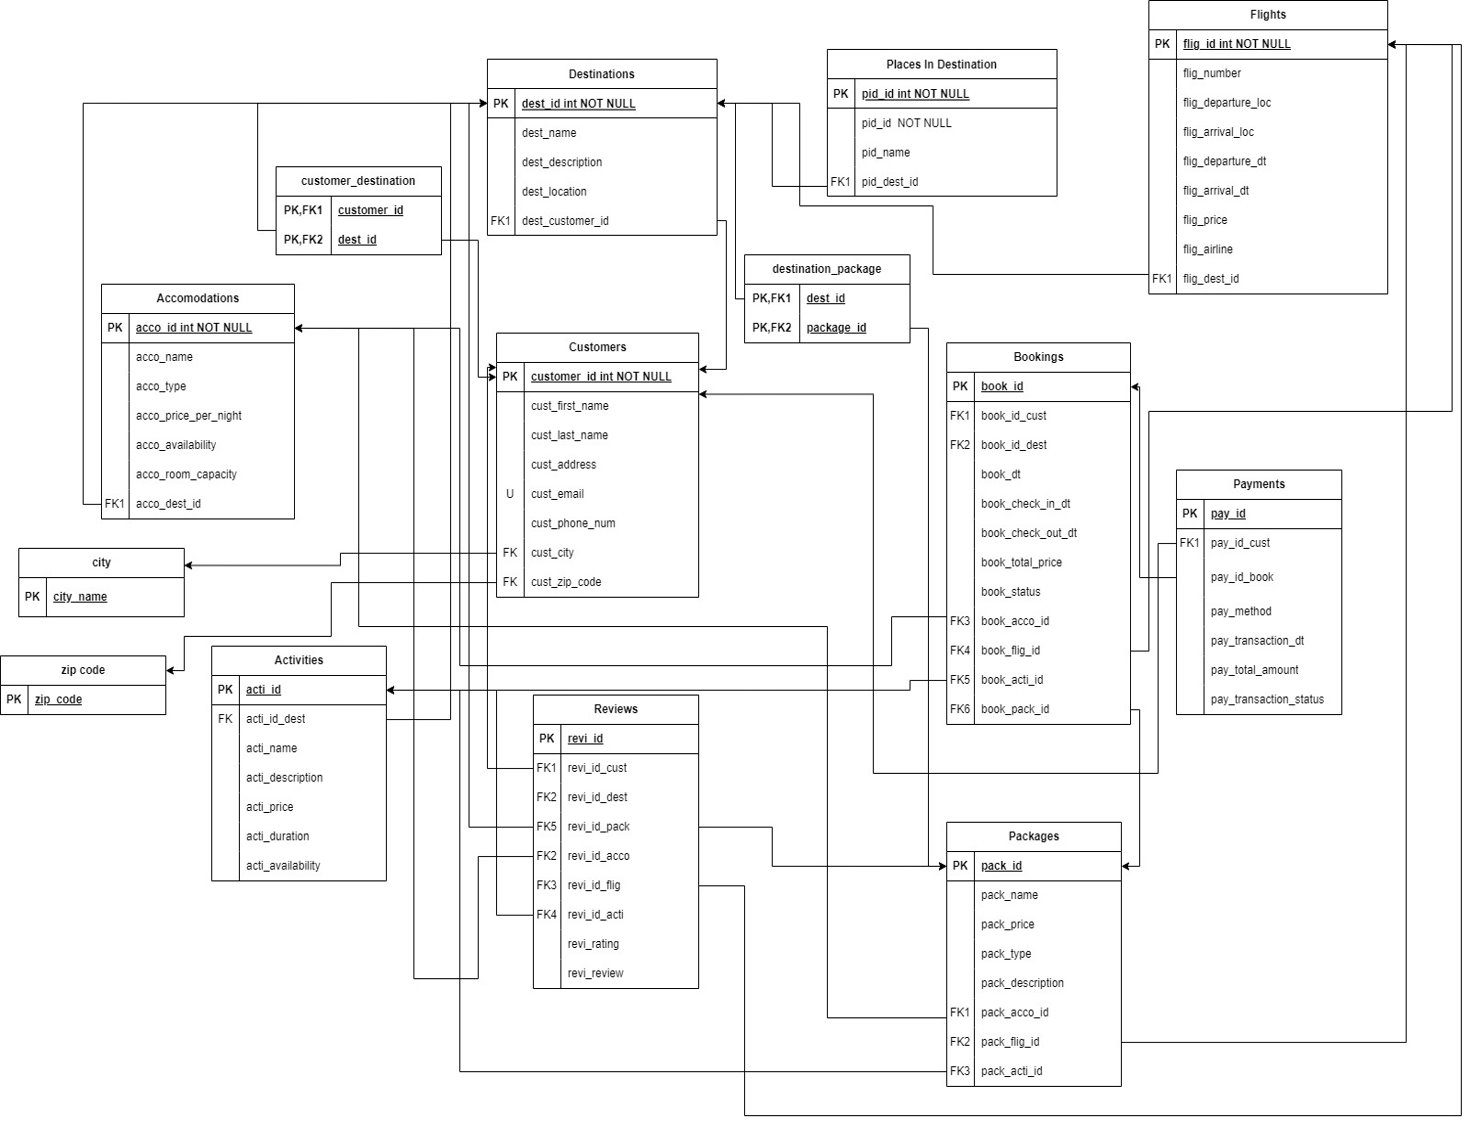 Flights
PK flig_id int NOT NULL
flig_number
flig_departure_loc
flig_arrival_loc
flig_departure_dt
flig_arrival_dt
flig_price
flig_airline
FK1 flig_dest_id
Places In Destination
PK pid_id int NOT NULL
pid_id NOT NULL
pid_name
FK1 pid_dest_id
Destinations
PK dest_id int NOT NULL
dest_name
dest_description
dest_location
FK1 dest_customer_id
customer_destination
PK,FK1 customer_id
PK,FK2 dest_id
destination_package
PK,FK1 dest_id
PK,FK2 package_id
Accomodations
PK acco_id int NOT NULL
acco_name
acco_type
acco_price_per_night
acco_availability
acco_room_capacity
FK1 acco_dest_id
Customers
PK customer_id int NOT NULL
cust_first_name
cust_last_name
cust_address
U cust_email
cust_phone_num
FK cust_city
FK cust_zip_code
Bookings
PK book_id
FK1 book_id_cust
FK2 book_id_dest
book_dt
book_check_in_dt
book_check_out_dt
book_total_price
book_status
FK3 book_acco_id
FK4 book_flig_id
FK5 book_acti_id
FK6 book_pack_id
Payments
PK pay_id
FK1 pay_id_cust
pay_id_book
pay_method
pay_transaction_dt
pay_total_amount
pay_transaction_status
city
PK city_name
zip code
PK zip_code
Activities
PK acti_id
FK acti_id_dest
acti_name
acti_description
acti_price
acti_duration
acti_availability
Reviews
PK revi_id
FK1 revi_id_cust
FK2 revi_id_dest
FK5 revi_id_pack
FK2 revi_id_acco
FK3 revi_id_flig
FK4 revi_id_acti
revi_rating
revi_review
Packages
PK pack_id
pack_name
pack_price
pack_type
pack_description
FK1 pack_acco_id
FK2 pack_flig_id
FK3 pack_acti_id